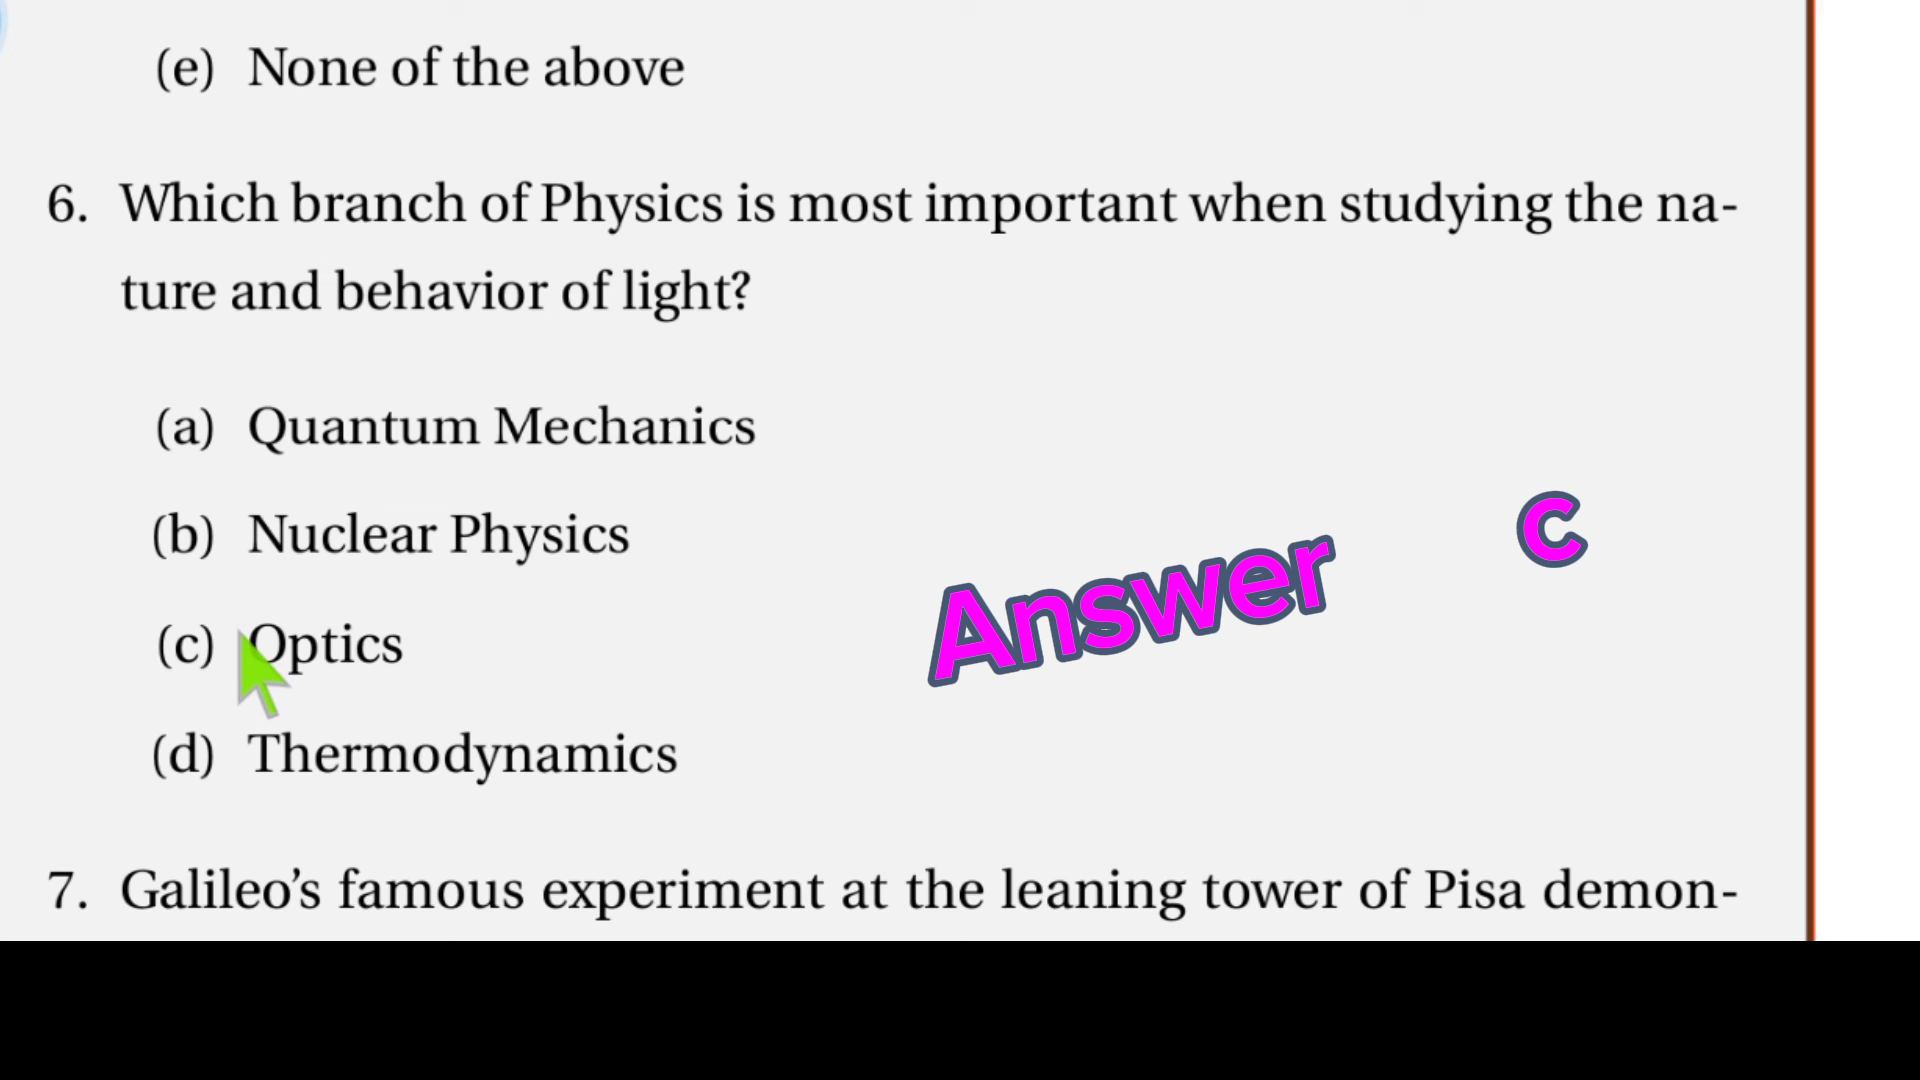 (e) None of the above
6. Which branch of Physics is most important when studying the na-
ture and behavior of light?
(a) Quantum Mechanics
(b) Nuclear Physics
(c) Optics
(d) Thermodynamics
Answer c
7. Galileo’s famous experiment at the leaning tower of Pisa demon-